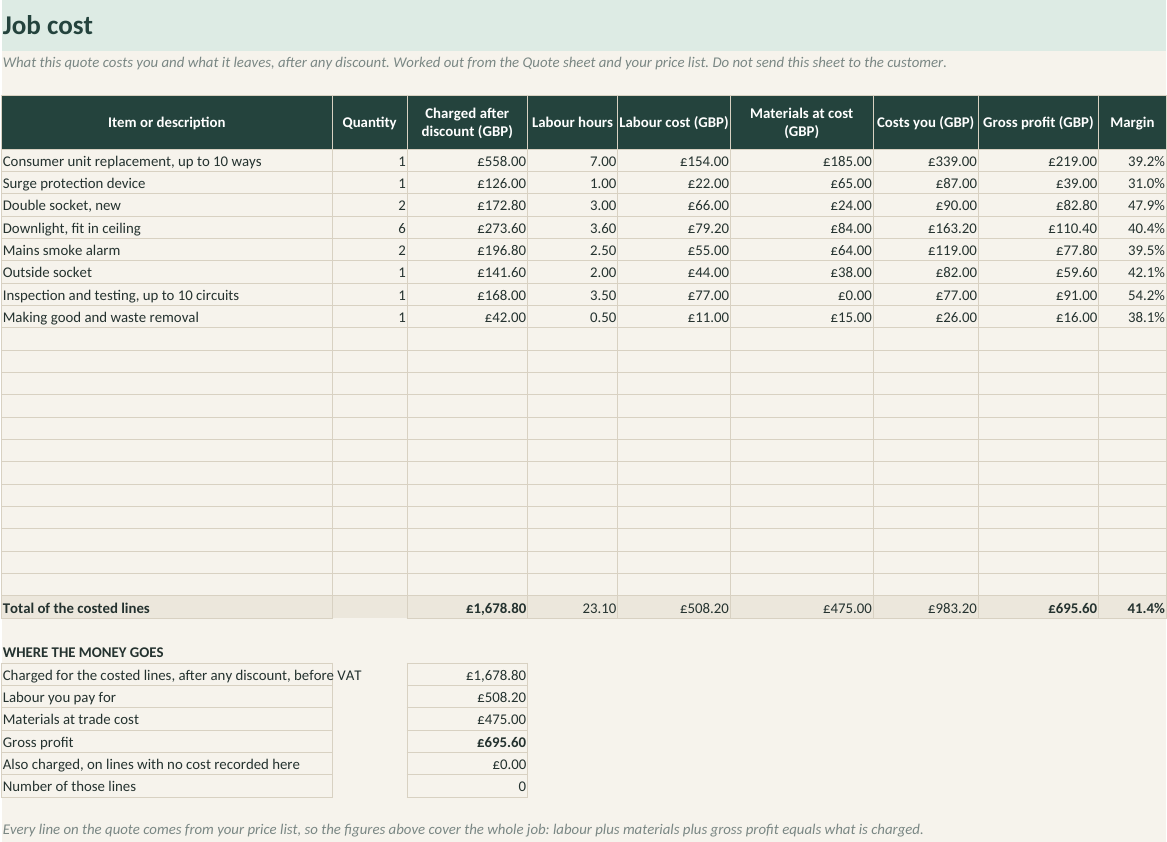 Job cost
What this quote costs you and what it leaves, after any discount. Worked out from the Quote sheet and your price list. Do not send this sheet to the customer.
Item or description Quantity Charged after discount (GBP) Labour hours Labour cost (GBP) Materials at cost (GBP) Costs you (GBP) Gross profit (GBP) Margin
Consumer unit replacement, up to 10 ways 1 £558.00 7.00 £154.00 £185.00 £339.00 £219.00 39.2%
Surge protection device 1 £126.00 1.00 £22.00 £65.00 £87.00 £39.00 31.0%
Double socket, new 2 £172.80 3.00 £66.00 £24.00 £90.00 £82.80 47.9%
Downlight, fit in ceiling 6 £273.60 3.60 £79.20 £84.00 £163.20 £110.40 40.4%
Mains smoke alarm 2 £196.80 2.50 £55.00 £64.00 £119.00 £77.80 39.5%
Outside socket 1 £141.60 2.00 £44.00 £38.00 £82.00 £59.60 42.1%
Inspection and testing, up to 10 circuits 1 £168.00 3.50 £77.00 £0.00 £77.00 £91.00 54.2%
Making good and waste removal 1 £42.00 0.50 £11.00 £15.00 £26.00 £16.00 38.1%
Total of the costed lines £1,678.80 23.10 £508.20 £475.00 £983.20 £695.60 41.4%
WHERE THE MONEY GOES
Charged for the costed lines, after any discount, before VAT £1,678.80
Labour you pay for £508.20
Materials at trade cost £475.00
Gross profit £695.60
Also charged, on lines with no cost recorded here £0.00
Number of those lines 0
Every line on the quote comes from your price list, so the figures above cover the whole job: labour plus materials plus gross profit equals what is charged.